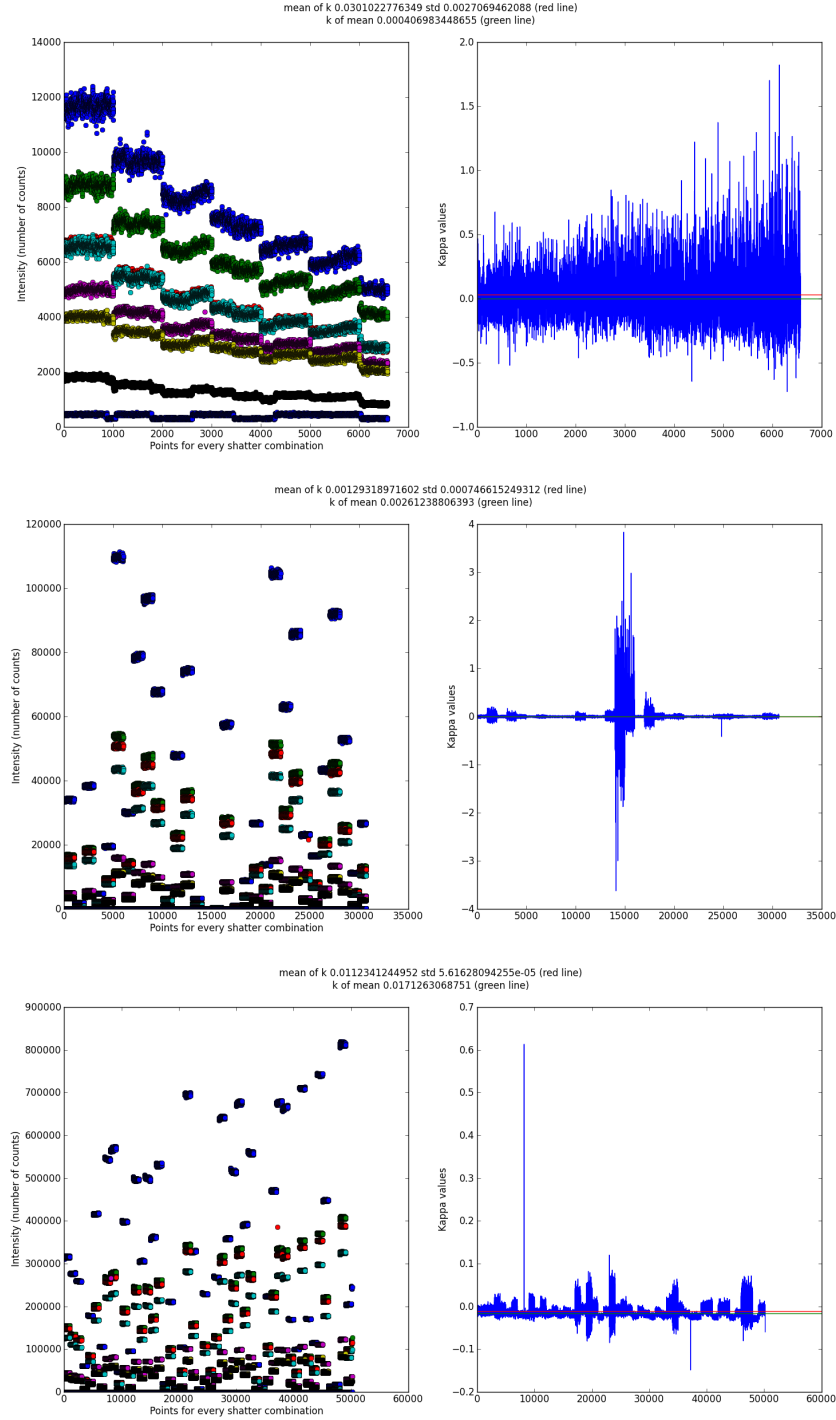 mean of k 0.0301022776349 std 0.0027069462088 (red line)
k of mean 0.000406983448655 (green line)
14000
12000
10000
8000
6000
4000
2000
0
Intensity (number of counts)
0 1000 2000 3000 4000 5000 6000 7000
Points for every shatter combination
2.0
1.5
1.0
0.5
0.0
−0.5
−1.0
Kappa values
0 1000 2000 3000 4000 5000 6000 7000
mean of k 0.00129318971602 std 0.000746615249312 (red line)
k of mean 0.00261238806393 (green line)
120000
100000
80000
60000
40000
20000
0
Intensity (number of counts)
0 5000 10000 15000 20000 25000 30000 35000
Points for every shatter combination
4
3
2
1
0
−1
−2
−3
−4
Kappa values
0 5000 10000 15000 20000 25000 30000 35000
mean of k 0.0112341244952 std 5.61628094255e-05 (red line)
k of mean 0.0171263068751 (green line)
900000
800000
700000
600000
500000
400000
300000
200000
100000
0
Intensity (number of counts)
0 10000 20000 30000 40000 50000 60000
Points for every shatter combination
0.7
0.6
0.5
0.4
0.3
0.2
0.1
0.0
−0.1
−0.2
Kappa values
0 10000 20000 30000 40000 50000 60000